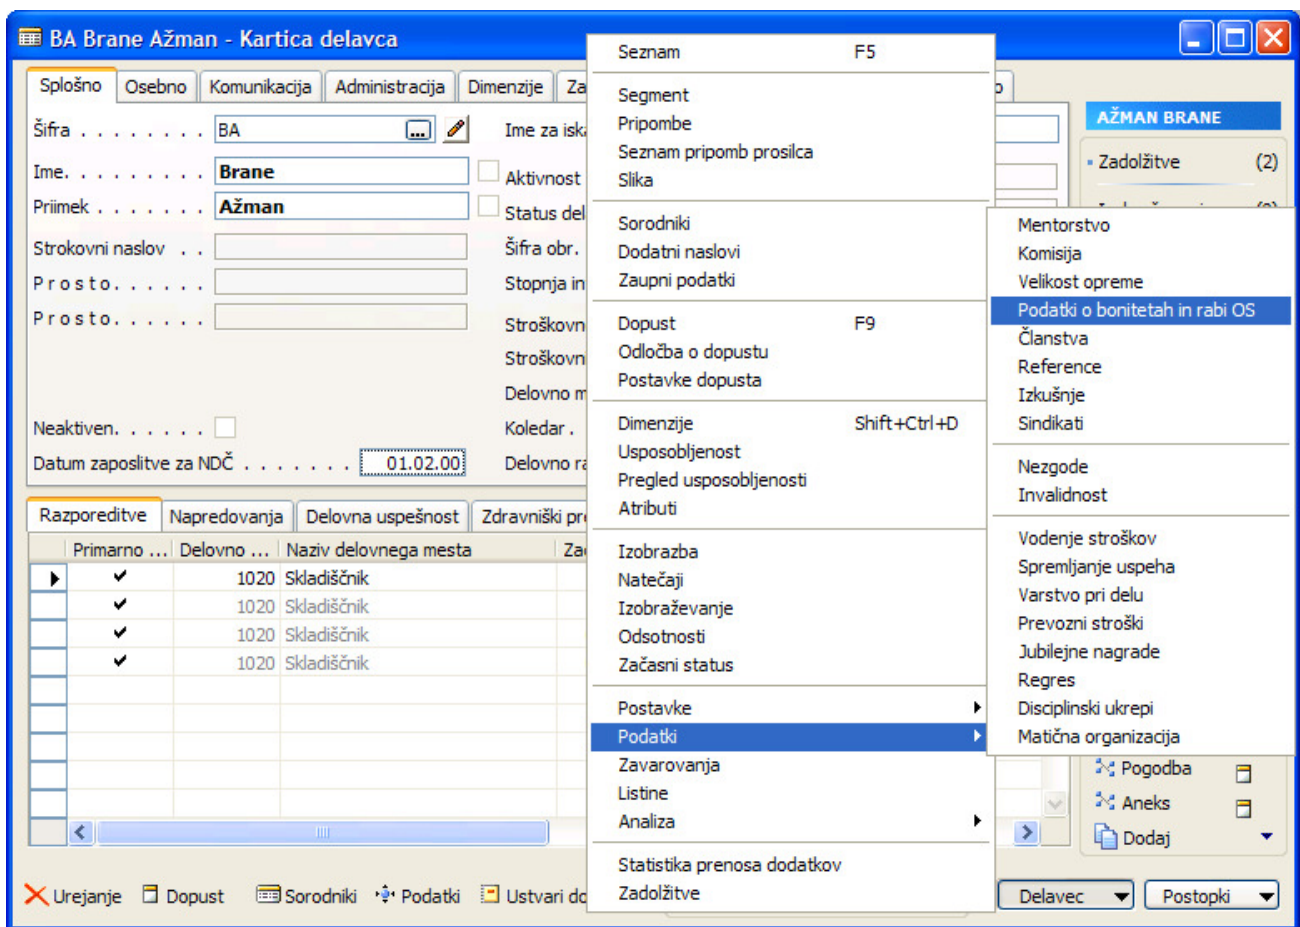 BA Brane Ažman - Kartica delavca
Splošno Osebno Komunikacija Administracija Dimenzije
Šifra . . . . . . . . BA
Ime. . . . . . . . . Brane
Priimek . . . . . . . Ažman
Strokovni naslov . .
Prosto. . . . . .
Prosto. . . . . .
Neaktiven. . . . . .
Datum zaposlitve za NDČ . . . . . . . 01.02.00
Ime za
Aktivnost
Status
Šifra obr.
Stopnja
Delovno
Koledar .
Delovno
Razporeditve Napredovanja Delovna uspešnost Zdravniški
Primarno ... Delovno ... Naziv delovnega mesta
1020 Skladiščnik
1020 Skladiščnik
1020 Skladiščnik
1020 Skladiščnik
Urejanje Dopust Sorodniki Podatki Ustvari
Seznam F5
Segment
Pripombe
Seznam pripomb prosilca
Slika
Sorodniki
Dodatni naslovi
Zaupni podatki
Dopust F9
Odločba o dopustu
Postavke dopusta
Dimenzije Shift+Ctrl+D
Usposobljenost
Pregled usposobljenosti
Atributi
Izobrazba
Natečaji
Izobraževanje
Odsotnosti
Začasni status
Postavke
Podatki
Zavarovanja
Listine
Analiza
Statistika prenosa dodatkov
Zadolžitve
AŽMAN BRANE
Zadolžitve (2)
Mentorstvo
Komisija
Velikost opreme
Podatki o bonitetah in rabi OS
Članstva
Reference
Izkušnje
Sindikati
Nezgode
Invalidnost
Vodenje stroškov
Spremljanje uspeha
Varstvo pri delu
Prevozni stroški
Jubilejne nagrade
Regres
Disciplinski ukrepi
Matična organizacija
Pogodba
Aneks
Dodaj
Delavec Postopki